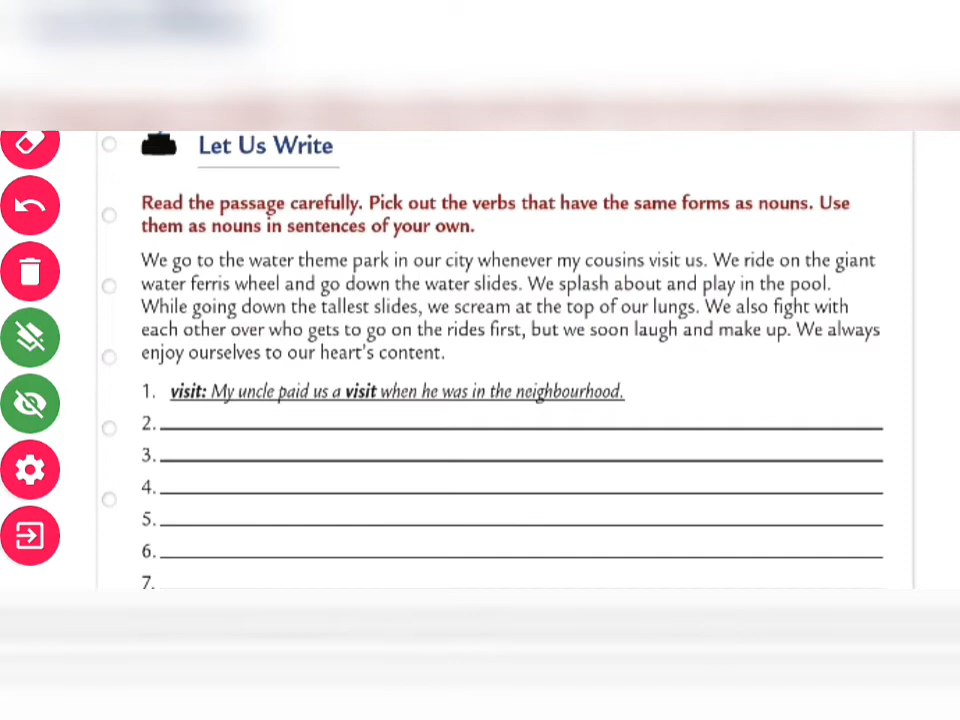 Let Us Write
Read the passage carefully. Pick out the verbs that have the same forms as nouns. Use
them as nouns in sentences of your own.
We go to the water theme park in our city whenever my cousins visit us. We ride on the giant
water ferris wheel and go down the water slides. We splash about and play in the pool.
While going down the tallest slides, we scream at the top of our lungs. We also fight with
each other over who gets to go on the rides first, but we soon laugh and make up. We always
enjoy ourselves to our heart's content.
1. visit: My uncle paid us a visit when he was in the neighbourhood.
2.
3.
4.
5.
6.
7.